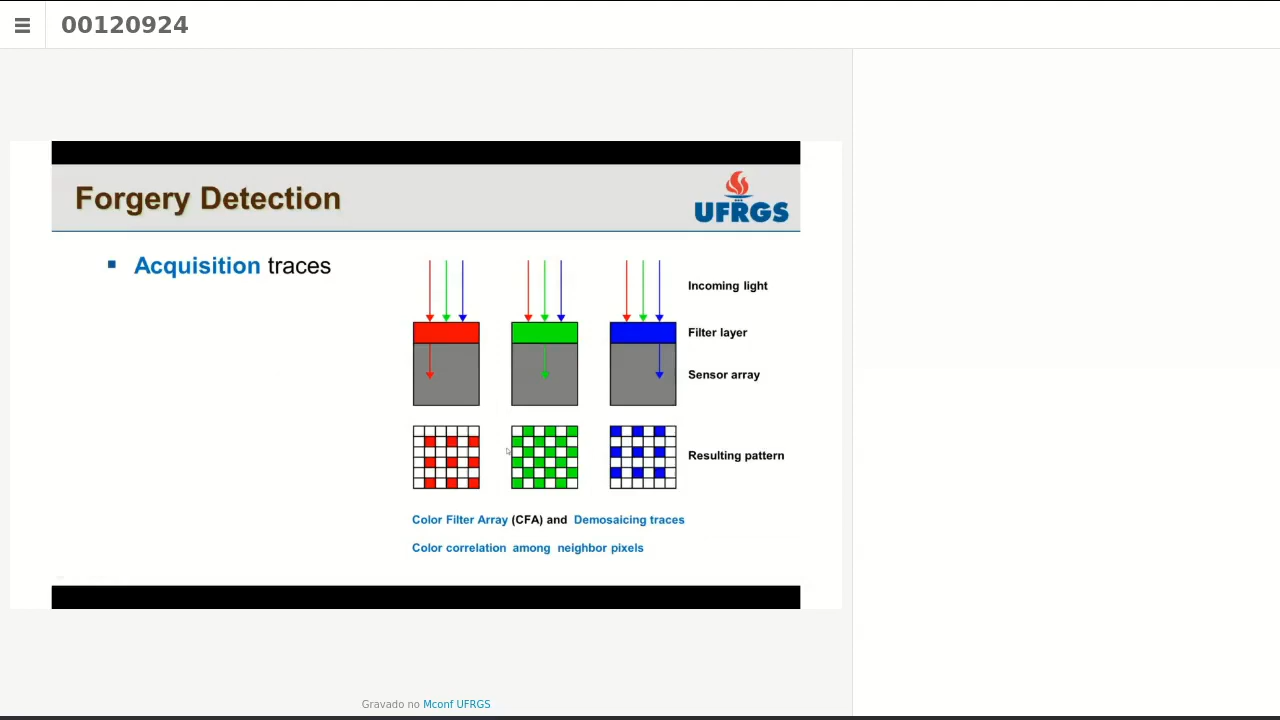 00120924
Forgery Detection
UFRGS
Acquisition traces
Incoming light
Filter layer
Sensor array
Resulting pattern
Color Filter Array (CFA) and Demosaicing traces
Color correlation among neighbor pixels
Gravado no Mconf UFRGS